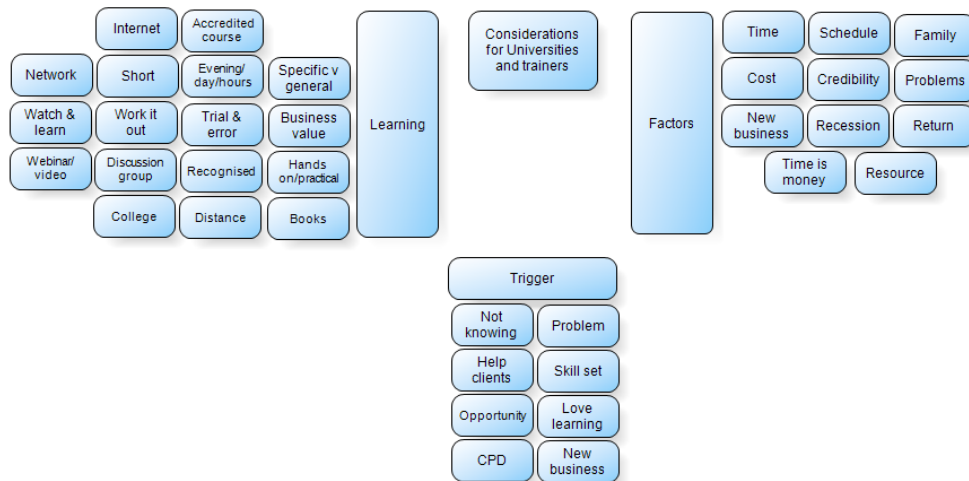 Internet
Accredited
course
Network
Short
Evening/
day/hours
Specific v
general
Watch &
learn
Work it
out
Trial &
error
Business
value
Webinar/
video
Discussion
group
Recognised
Hands
on/practical
College
Distance
Books
Learning
Considerations
for Universities
and trainers
Factors
Time
Schedule
Family
Cost
Credibility
Problems
New
business
Recession
Return
Time is
money
Resource
Trigger
Not
knowing
Problem
Help
clients
Skill set
Opportunity
Love
learning
CPD
New
business